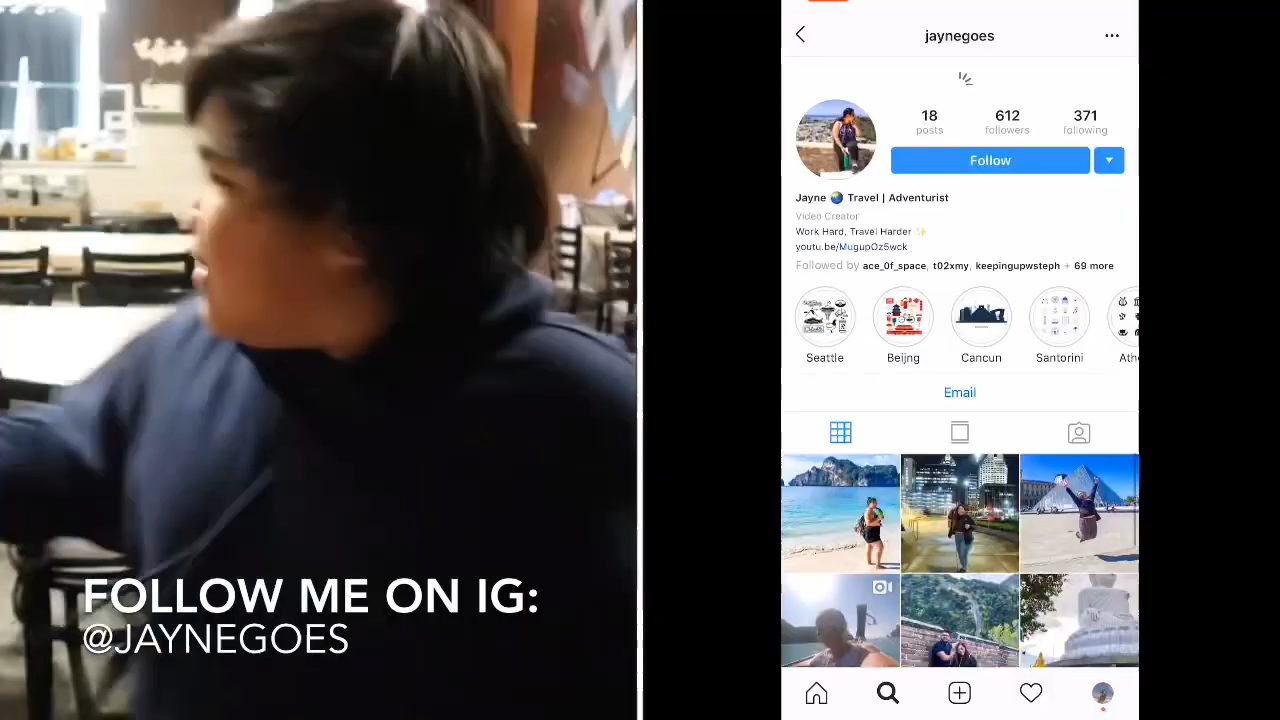 FOLLOW ME ON IG:
@JAYNEGOES
jaynegoes
18
612
371
posts
followers
following
Follow
Jayne 🌏 Travel | Adventurist
Video Creator
Work Hard, Travel Harder ✨
youtu.be/MugupOz5wck
Followed by ace_0f_space, t02xmy, keepingupwsteph + 69 more
Seattle
Beijng
Cancun
Santorini
Ath
Email